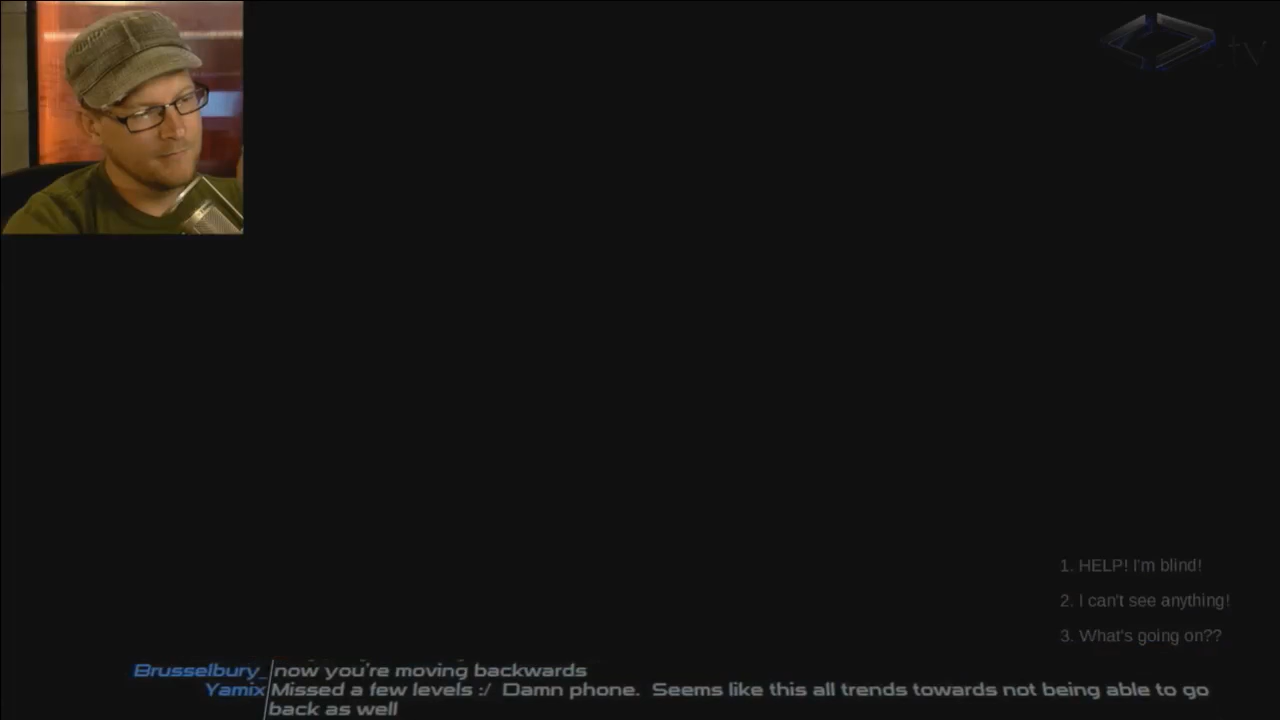 .tv
1. HELP! I'm blind!
2. I can't see anything!
3. What's going on??
Brusselbury_ now you're moving backwards
Yamix Missed a few levels :/ Damn phone. Seems like this all trends towards not being able to go
back as well